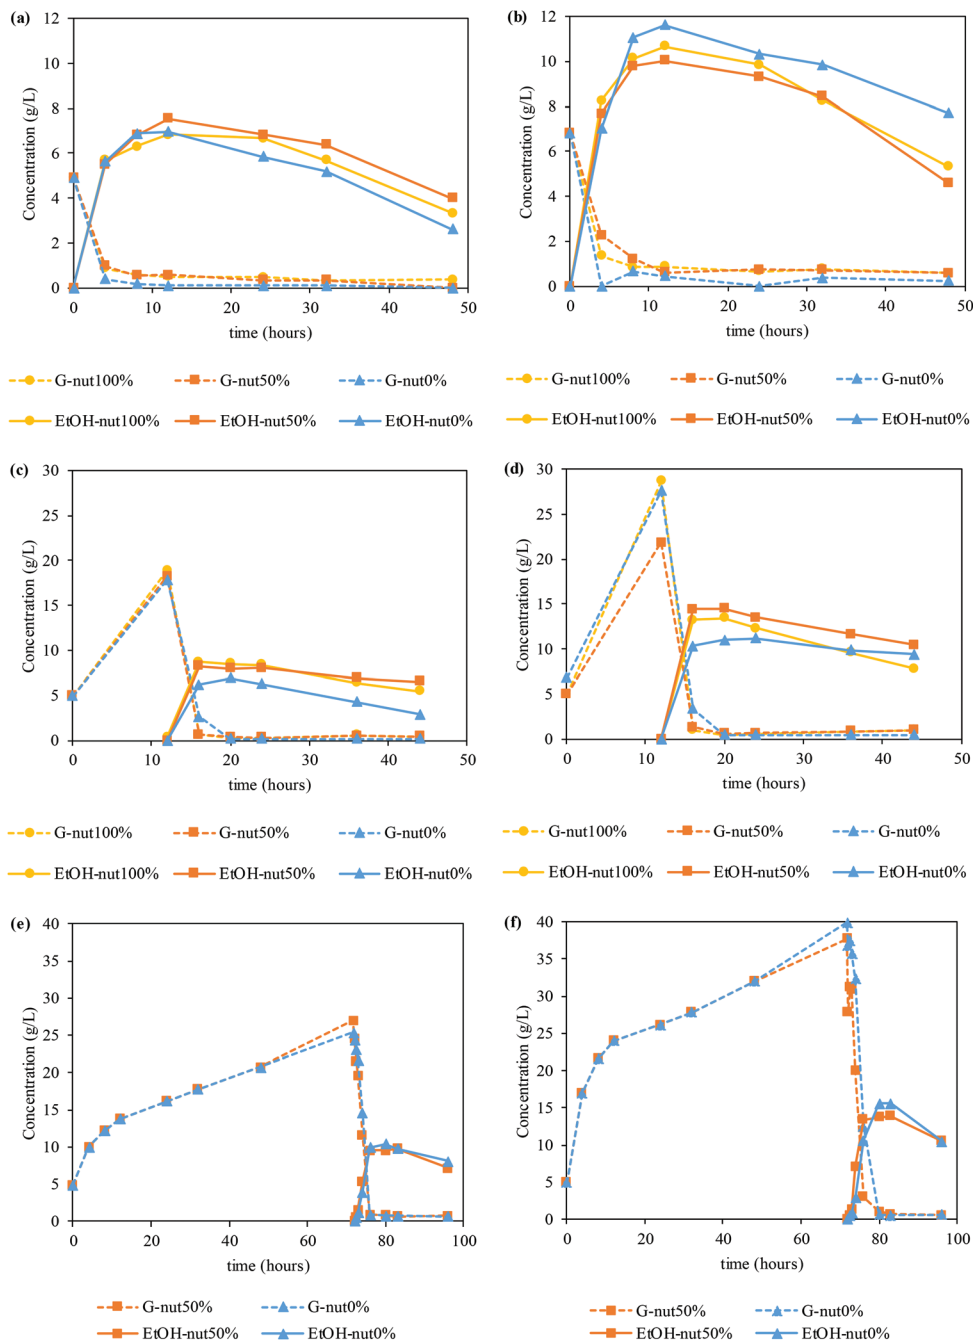 (a)
12
10
8
6
4
2
0
Concentration (g/L)
0 10 20 30 40 50
time (hours)
G-nut100% G-nut50% G-nut0%
EtOH-nut100% EtOH-nut50% EtOH-nut0%
(b)
12
10
8
6
4
2
0
Concentration (g/L)
0 10 20 30 40 50
time (hours)
G-nut100% G-nut50% G-nut0%
EtOH-nut100% EtOH-nut50% EtOH-nut0%
(c)
30
25
20
15
10
5
0
Concentration (g/L)
0 10 20 30 40 50
time (hours)
G-nut100% G-nut50% G-nut0%
EtOH-nut100% EtOH-nut50% EtOH-nut0%
(d)
30
25
20
15
10
5
0
Concentration (g/L)
0 10 20 30 40 50
time (hours)
G-nut100% G-nut50% G-nut0%
EtOH-nut100% EtOH-nut50% EtOH-nut0%
(e)
40
35
30
25
20
15
10
5
0
Concentration (g/L)
0 20 40 60 80 100
time (hours)
G-nut50% G-nut0%
EtOH-nut50% EtOH-nut0%
(f)
40
35
30
25
20
15
10
5
0
Concentration (g/L)
0 20 40 60 80 100
time (hours)
G-nut50% G-nut0%
EtOH-nut50% EtOH-nut0%